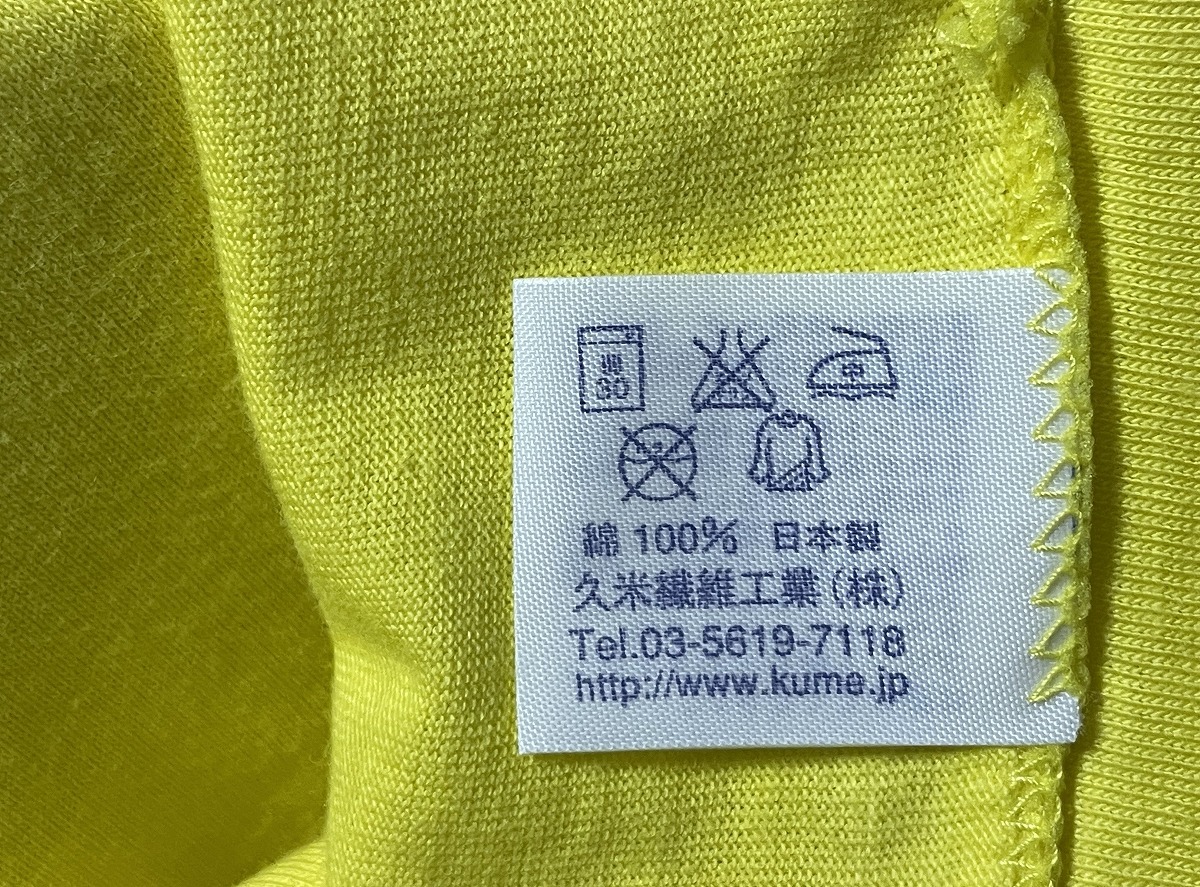 綿 100% 日本製
久米繊維工業(株)
Tel.03-5619-7118
http://www.kume.jp